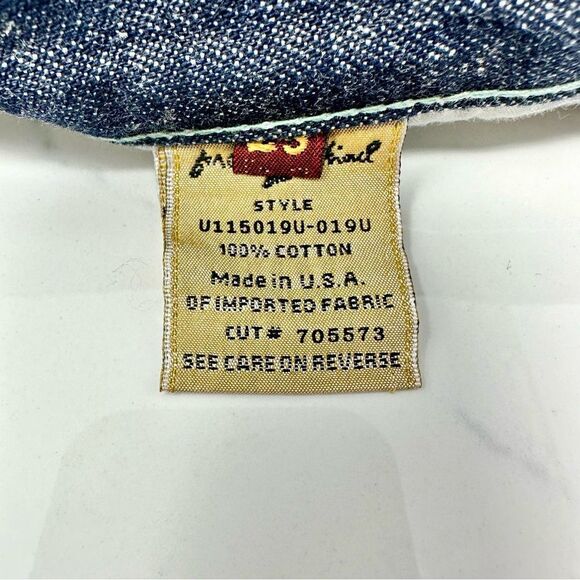 STYLE
U115019U-019U
100% COTTON
Made in U.S.A.
OF IMPORTED FABRIC
CUT# 705573
SEE CARE ON REVERSE